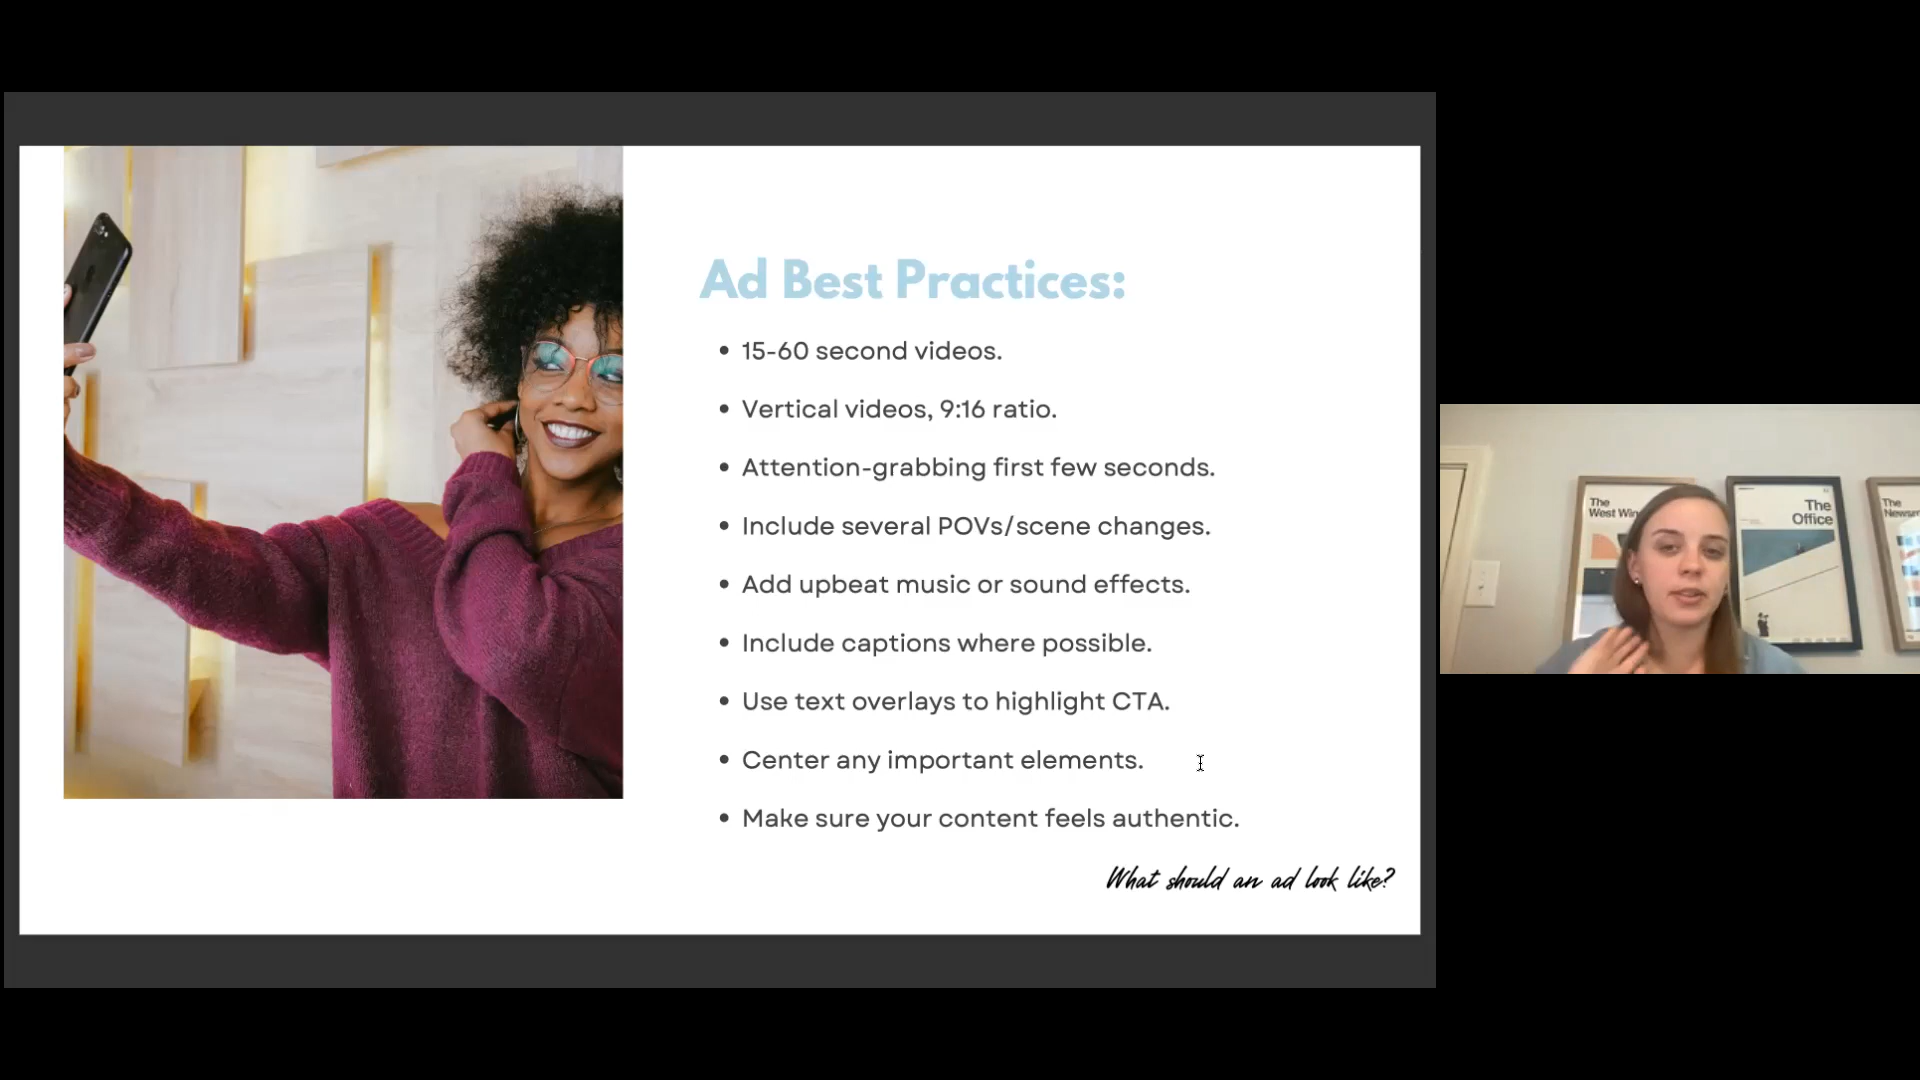 Ad Best Practices:
15-60 second videos.
Vertical videos, 9:16 ratio.
Attention-grabbing first few seconds.
Include several POVs/scene changes.
Add upbeat music or sound effects.
Include captions where possible.
Use text overlays to highlight CTA.
Center any important elements.
Make sure your content feels authentic.
What should an ad look like?
The
West Win
The
Office
The
Newsr